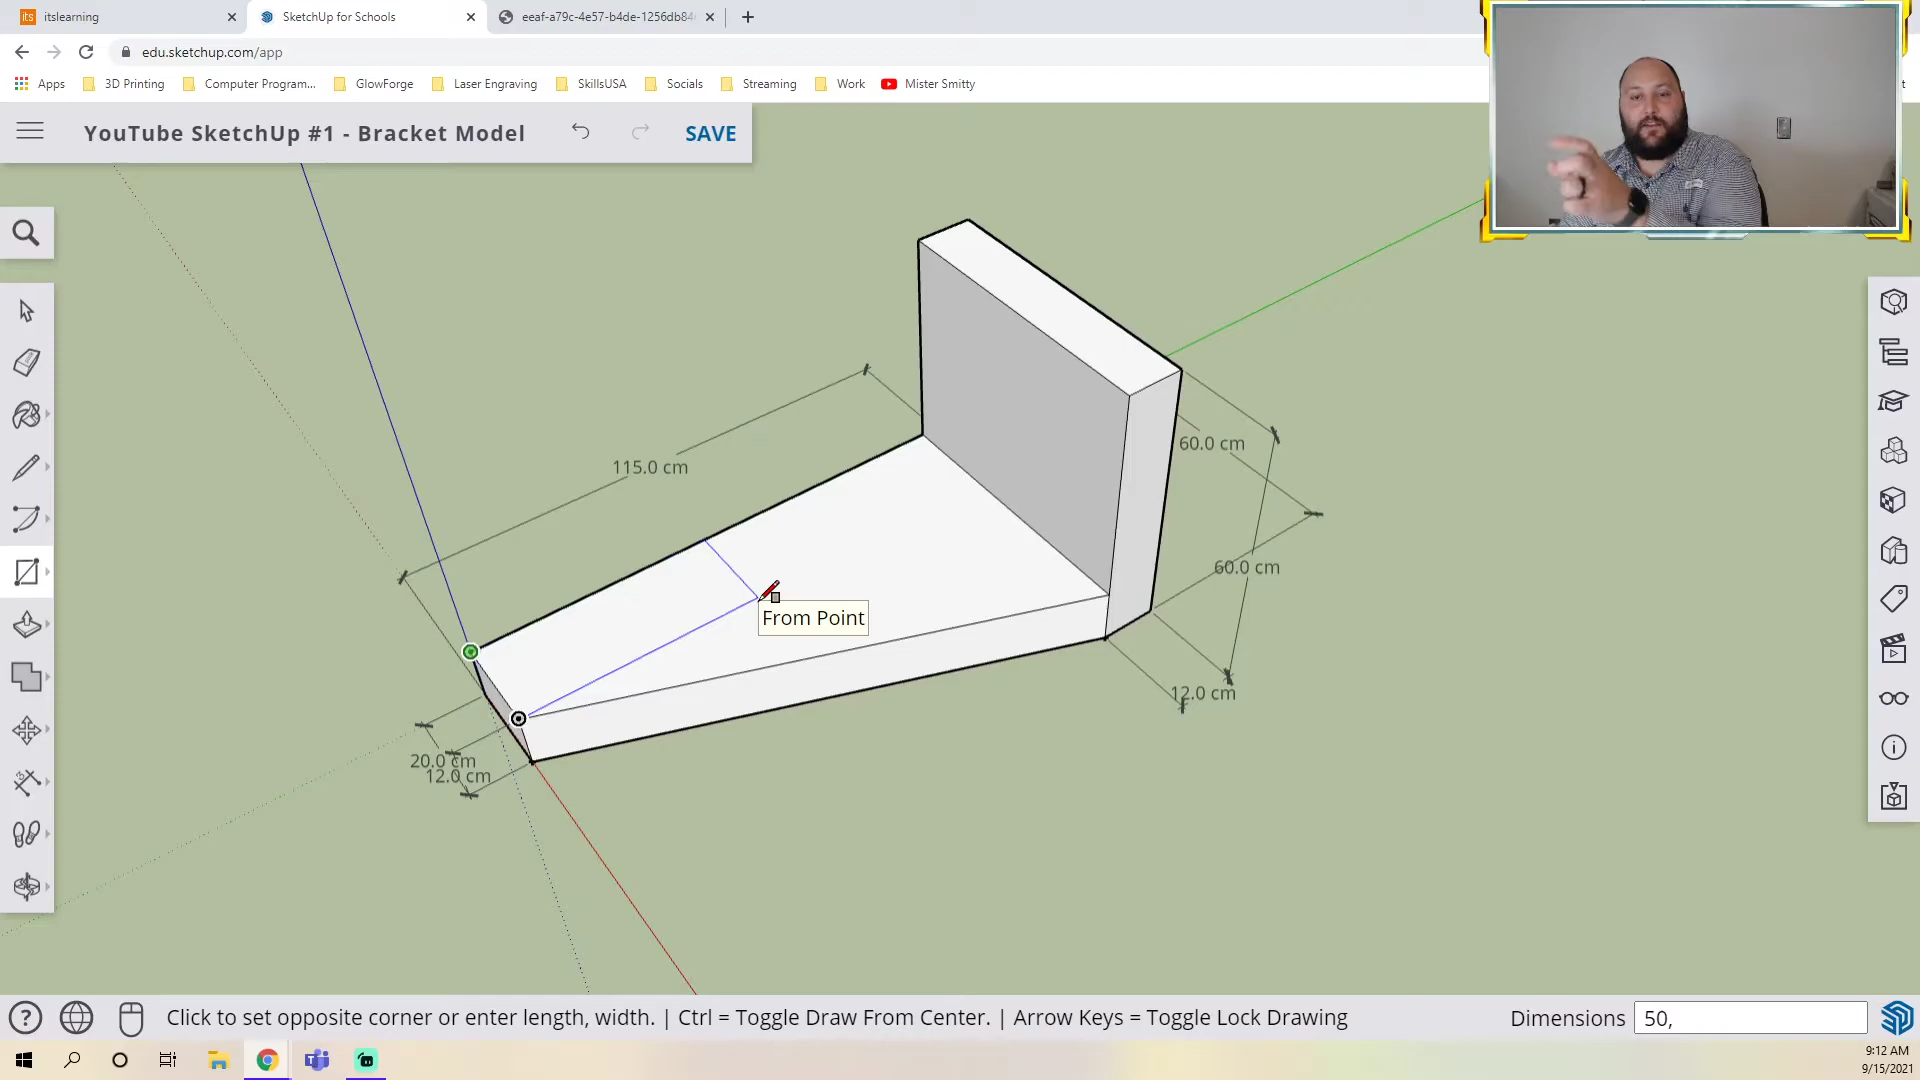 its itslearning
SketchUp for Schools
eeaf-a79c-4e57-b4de-1256db84
edu.sketchup.com/app
Apps
3D Printing
Computer Program...
GlowForge
Laser Engraving
SkillsUSA
Socials
Streaming
Work
Mister Smitty
YouTube SketchUp #1 - Bracket Model
SAVE
60.0 cm
115.0 cm
60.0 cm
From Point
12.0 cm
20.0 cm
12.0 cm
Click to set opposite corner or enter length, width. | Ctrl = Toggle Draw From Center. | Arrow Keys = Toggle Lock Drawing
Dimensions
50,
9:12 AM
9/15/2021